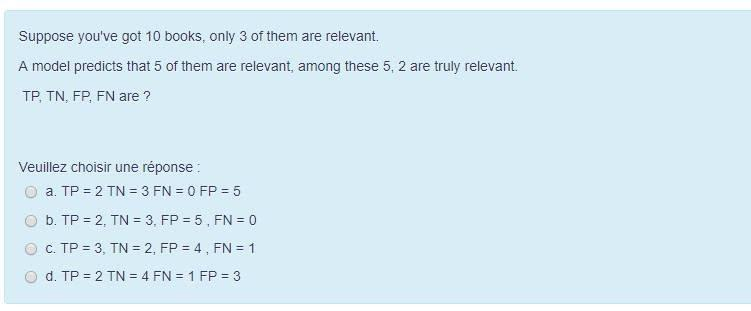 Suppose you've got 10 books, only 3 of them are relevant.
A model predicts that 5 of them are relevant, among these 5, 2 are truly relevant.
TP, TN, FP, FN are ?
Veuillez choisir une réponse :
a. TP = 2 TN = 3 FN = 0 FP = 5
b. TP = 2, TN = 3, FP = 5 , FN = 0
c. TP = 3, TN = 2, FP = 4 , FN = 1
d. TP = 2 TN = 4 FN = 1 FP = 3